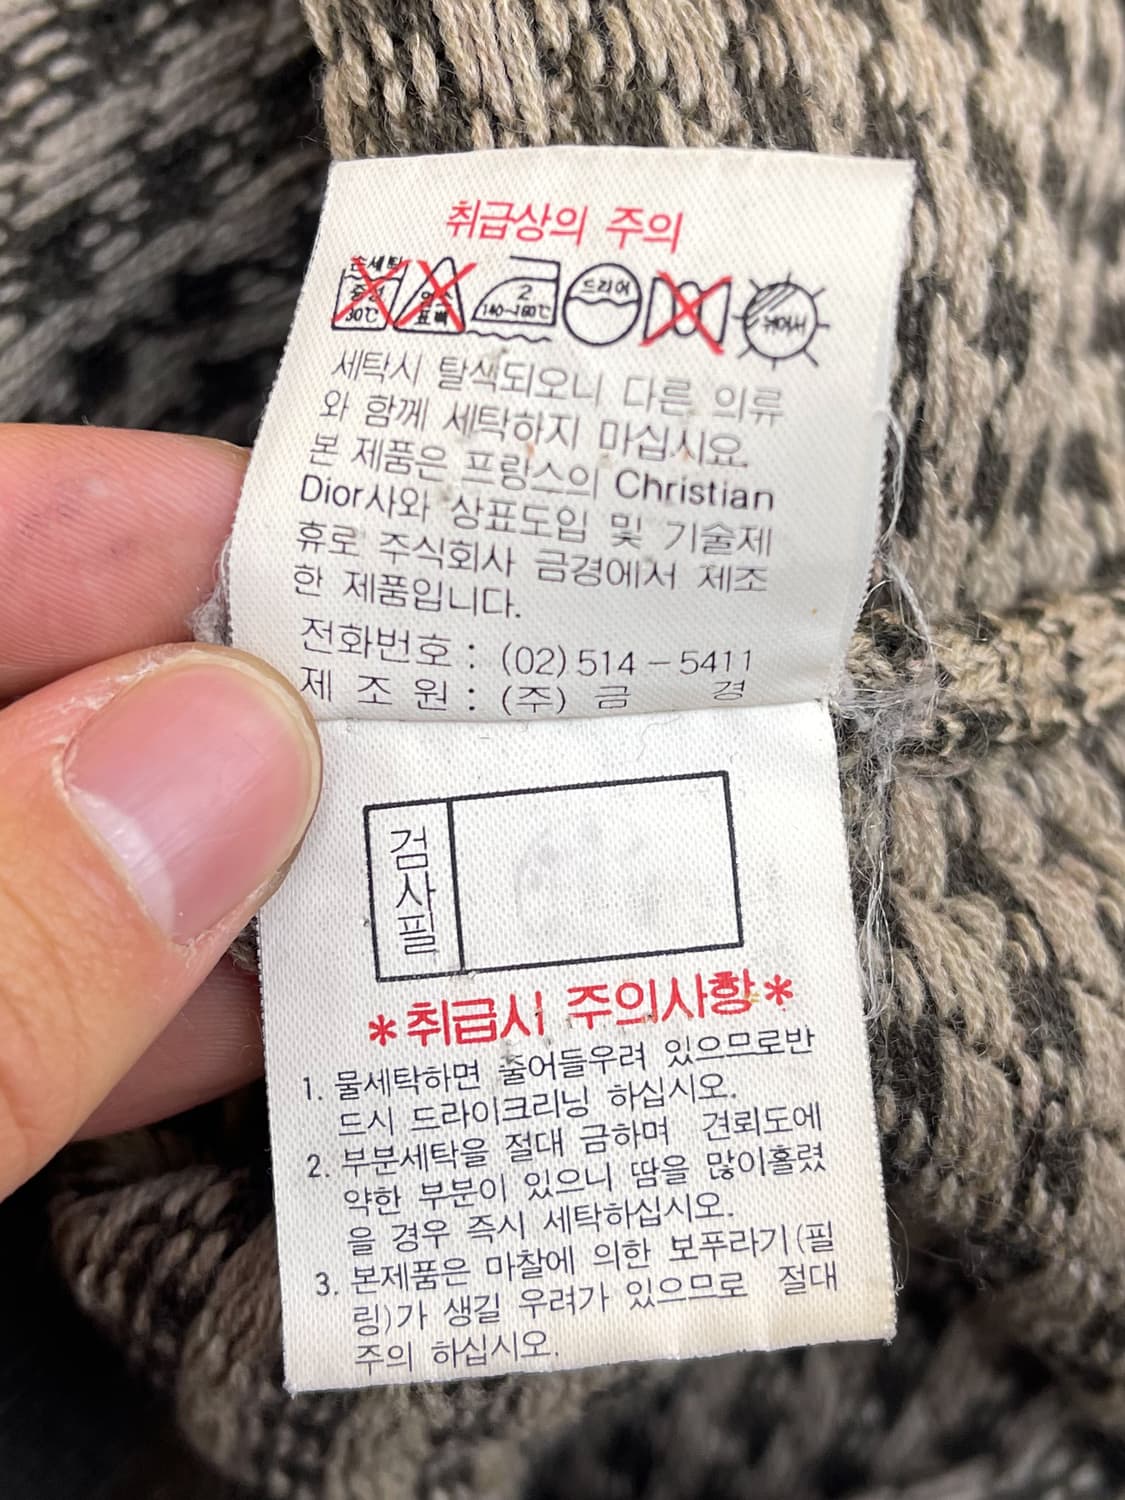 취급상의 주의
손세탁
중성
30℃
염소
표백
2
140~160℃
드라이
뉘어서
세탁시 탈색되오니 다른 의류
와 함께 세탁하지 마십시요.
본 제품은 프랑스의 Christian
Dior사와 상표도입 및 기술제
휴로 주식회사 금경에서 제조
한 제품입니다.
전화번호 : (02) 514-5411
제 조 원 : (주) 금 경
검사필
*취급시 주의사항*
1. 물세탁하면 줄어들우려 있으므로반
드시 드라이크리닝 하십시오.
2. 부분세탁을 절대 금하며 견뢰도에
약한 부분이 있으니 땀을 많이홀렸
을 경우 즉시 세탁하십시오.
3. 본제품은 마찰에 의한 보푸라기(필
링)가 생길 우려가 있으므로 절대
주의 하십시오.